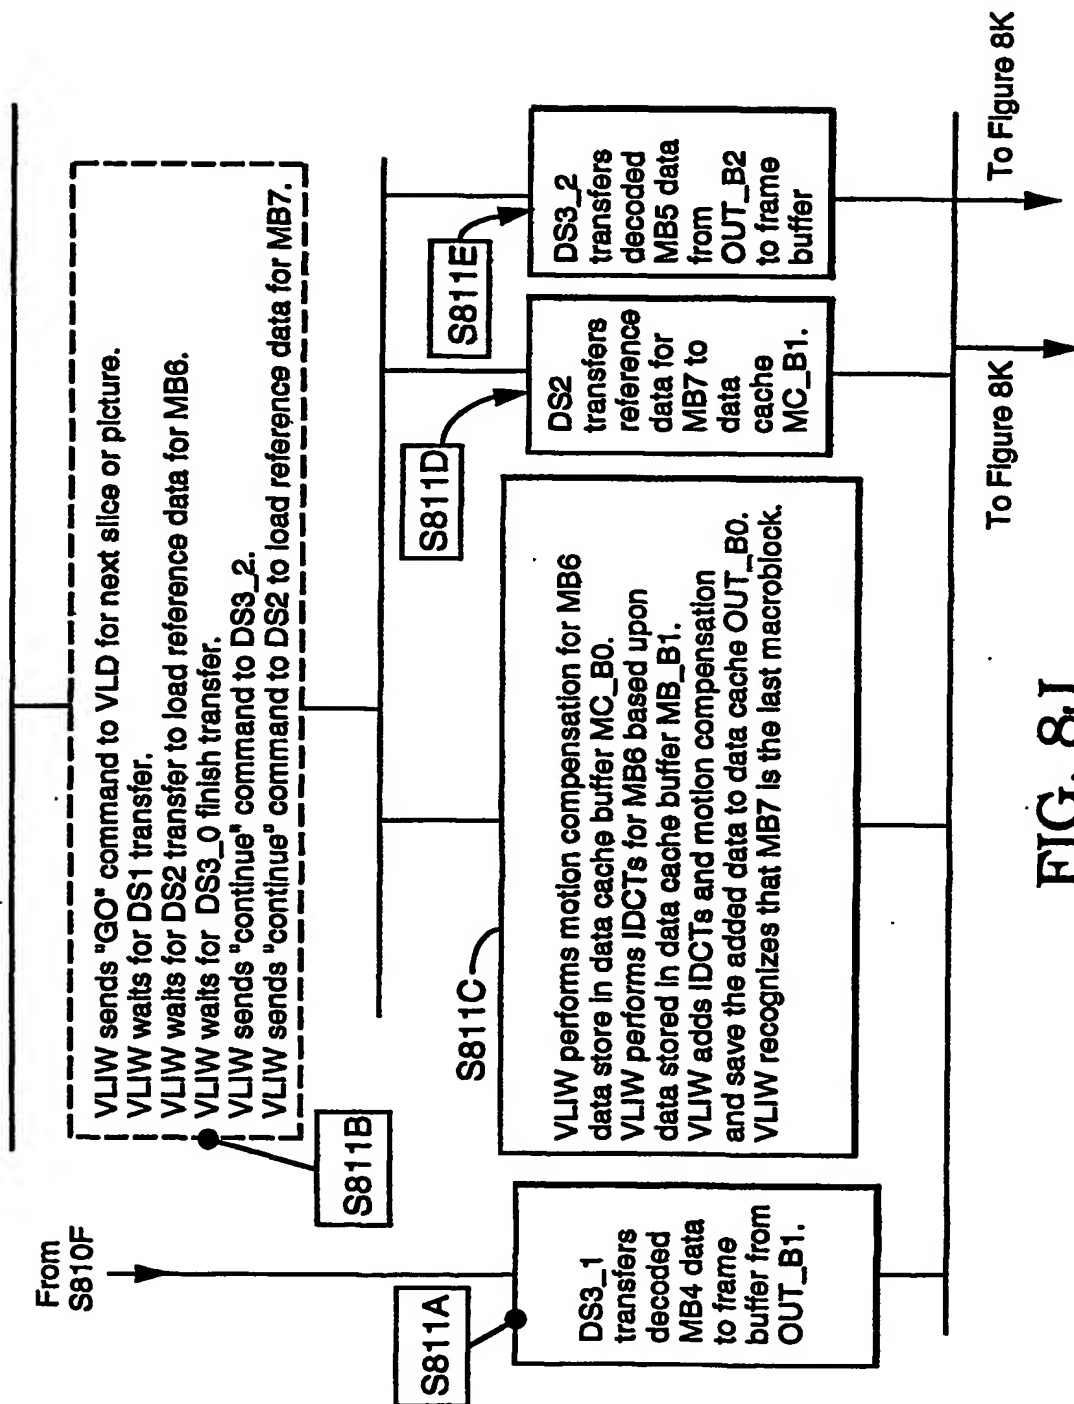 From
S810F
S811B
VLIW sends "GO" command to VLD for next slice or picture.
VLIW waits for DS1 transfer.
VLIW waits for DS2 transfer to load reference data for MB6.
VLIW waits for DS3_0 finish transfer.
VLIW sends "continue" command to DS3_2.
VLIW sends "continue" command to DS2 to load reference data for MB7.
S811A
DS3_1
transfers
decoded
MB4 data
to frame
buffer from
OUT_B1.
S811C
VLIW performs motion compensation for MB6
data store in data cache buffer MC_B0.
VLIW performs IDCTs for MB6 based upon
data stored in data cache buffer MB_B1.
VLIW adds IDCTs and motion compensation
and save the added data to data cache OUT_B0.
VLIW recognizes that MB7 is the last macroblock.
S811D
DS2
transfers
reference
data for
MB7 to
data
cache
MC_B1.
S811E
DS3_2
transfers
decoded
MB5 data
from
OUT_B2
to frame
buffer
To Figure 8K
To Figure 8K
FIG. 8J